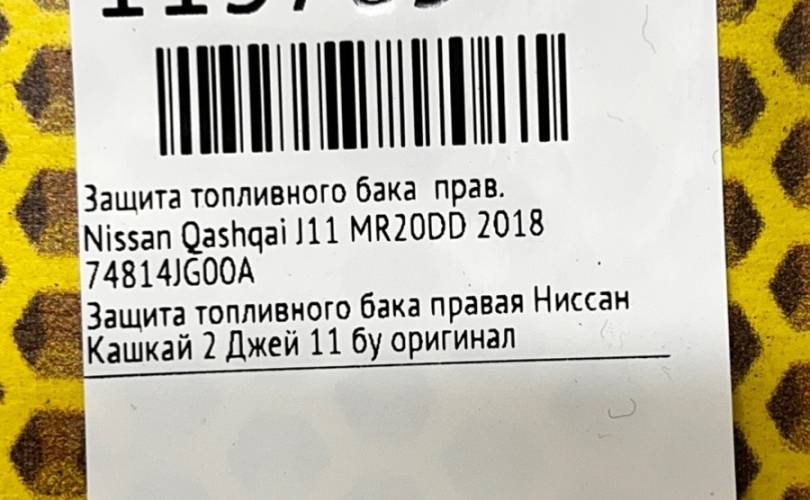 Защита топливного бака прав.
Nissan Qashqai J11 MR20DD 2018
74814JG00A
Защита топливного бака правая Ниссан
Кашкай 2 Джей 11 бу оригинал